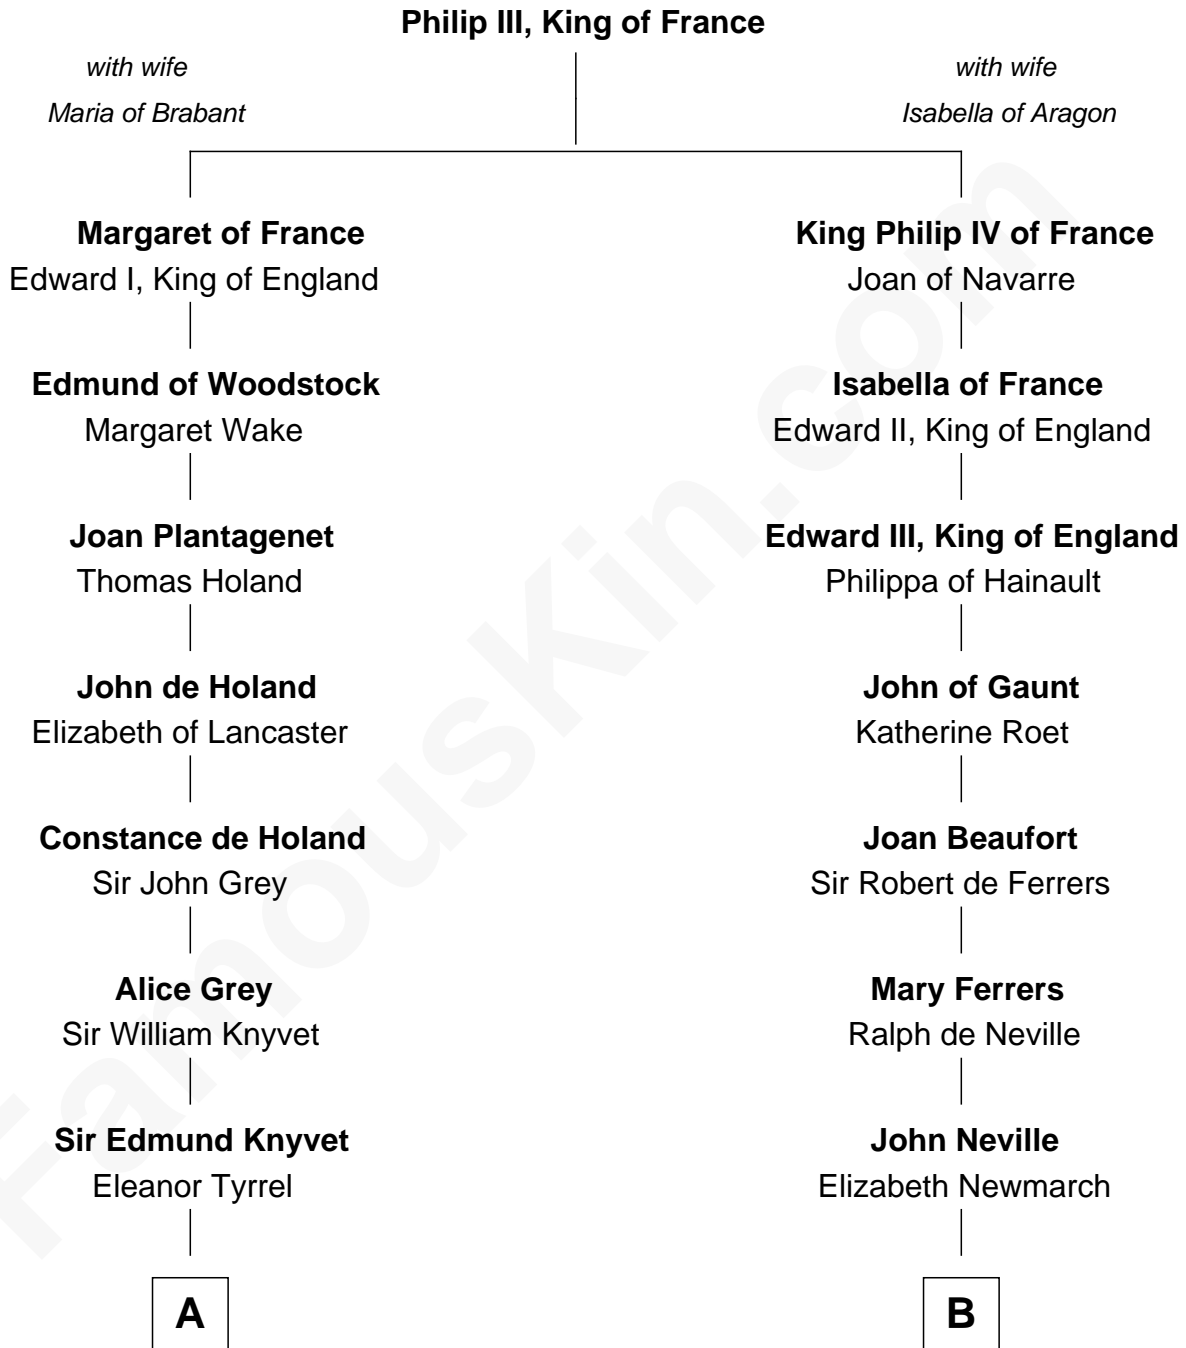 Philip III, King of France
with wife
Maria of Brabant
with wife
Isabella of Aragon
Margaret of France
Edward I, King of England
King Philip IV of France
Joan of Navarre
Edmund of Woodstock
Margaret Wake
Isabella of France
Edward II, King of England
Joan Plantagenet
Thomas Holand
Edward III, King of England
Philippa of Hainault
John de Holand
Elizabeth of Lancaster
John of Gaunt
Katherine Roet
Constance de Holand
Sir John Grey
Joan Beaufort
Sir Robert de Ferrers
Alice Grey
Sir William Knyvet
Mary Ferrers
Ralph de Neville
Sir Edmund Knyvet
Eleanor Tyrrel
John Neville
Elizabeth Newmarch
A
B
FamousKin.com